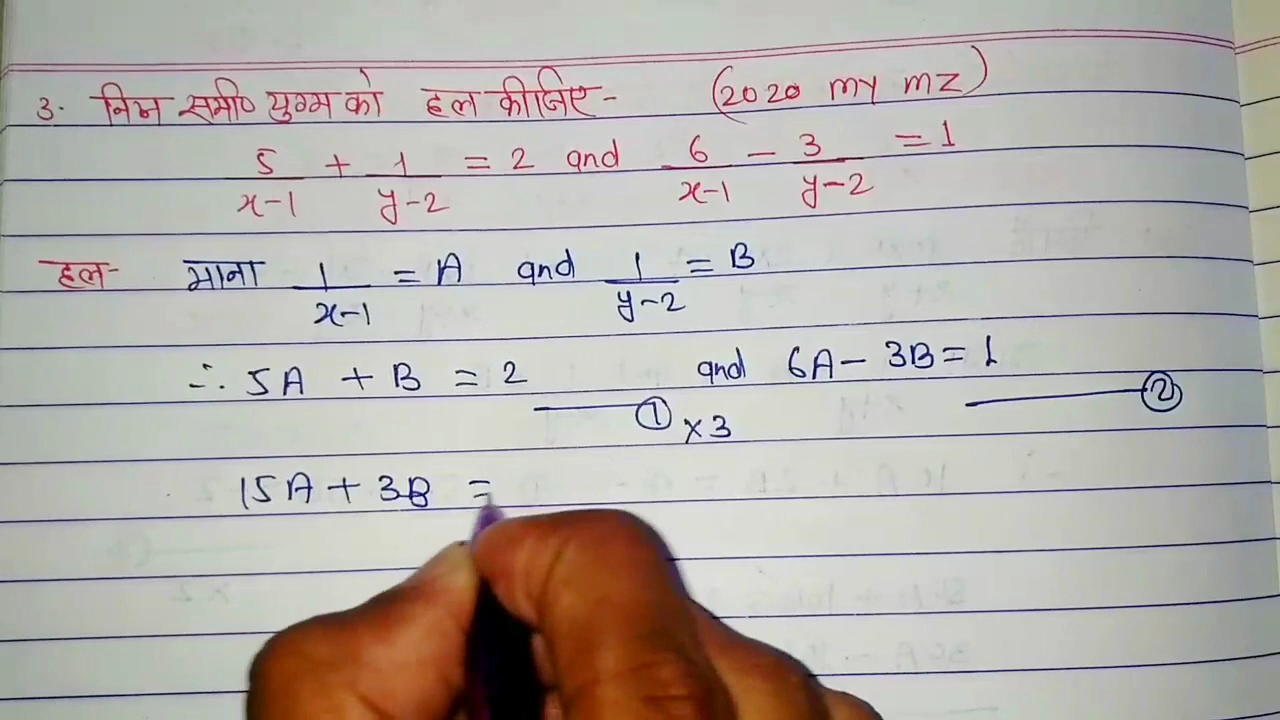 3. निम्न समी० युग्म को हल कीजिए - (2020 MY MZ)
5/x-1 + 1/y-2 = 2 and 6/x-1 - 3/y-2 = 1
हल- माना 1/x-1 = A and 1/y-2 = B
∴ 5A + B = 2 ① ×3 and 6A - 3B = 1 ②
15A + 3B =